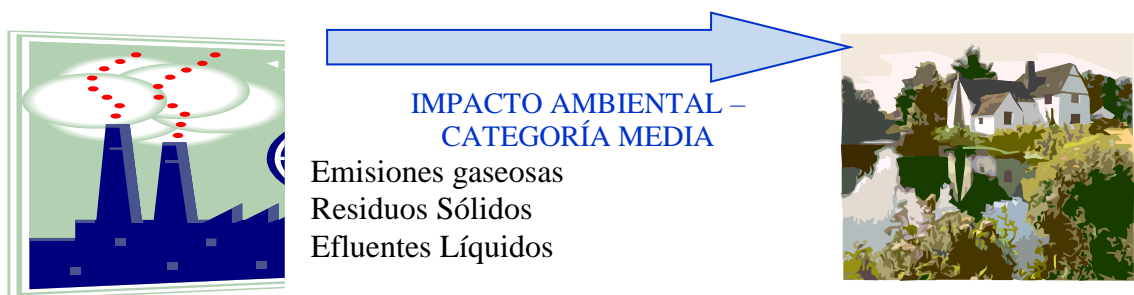 IMPACTO AMBIENTAL –
CATEGORÍA MEDIA
Emisiones gaseosas
Residuos Sólidos
Efluentes Líquidos